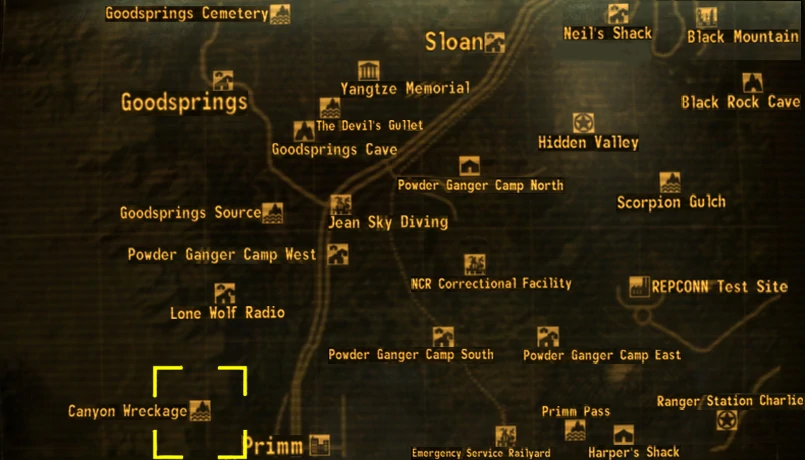 Goodsprings Cemetery
Neil's Shack
Black Mountain
Sloan
Yangtze Memorial
Goodsprings
Black Rock Cave
The Devil's Gullet
Goodsprings Cave
Hidden Valley
Powder Ganger Camp North
Scorpion Gulch
Goodsprings Source
Jean Sky Diving
Powder Ganger Camp West
NCR Correctional Facility
REPCONN Test Site
Lone Wolf Radio
Powder Ganger Camp South
Powder Ganger Camp East
Canyon Wreckage
Ranger Station Charlie
Primm Pass
Primm
Emergency Service Railyard
Harper's Shack